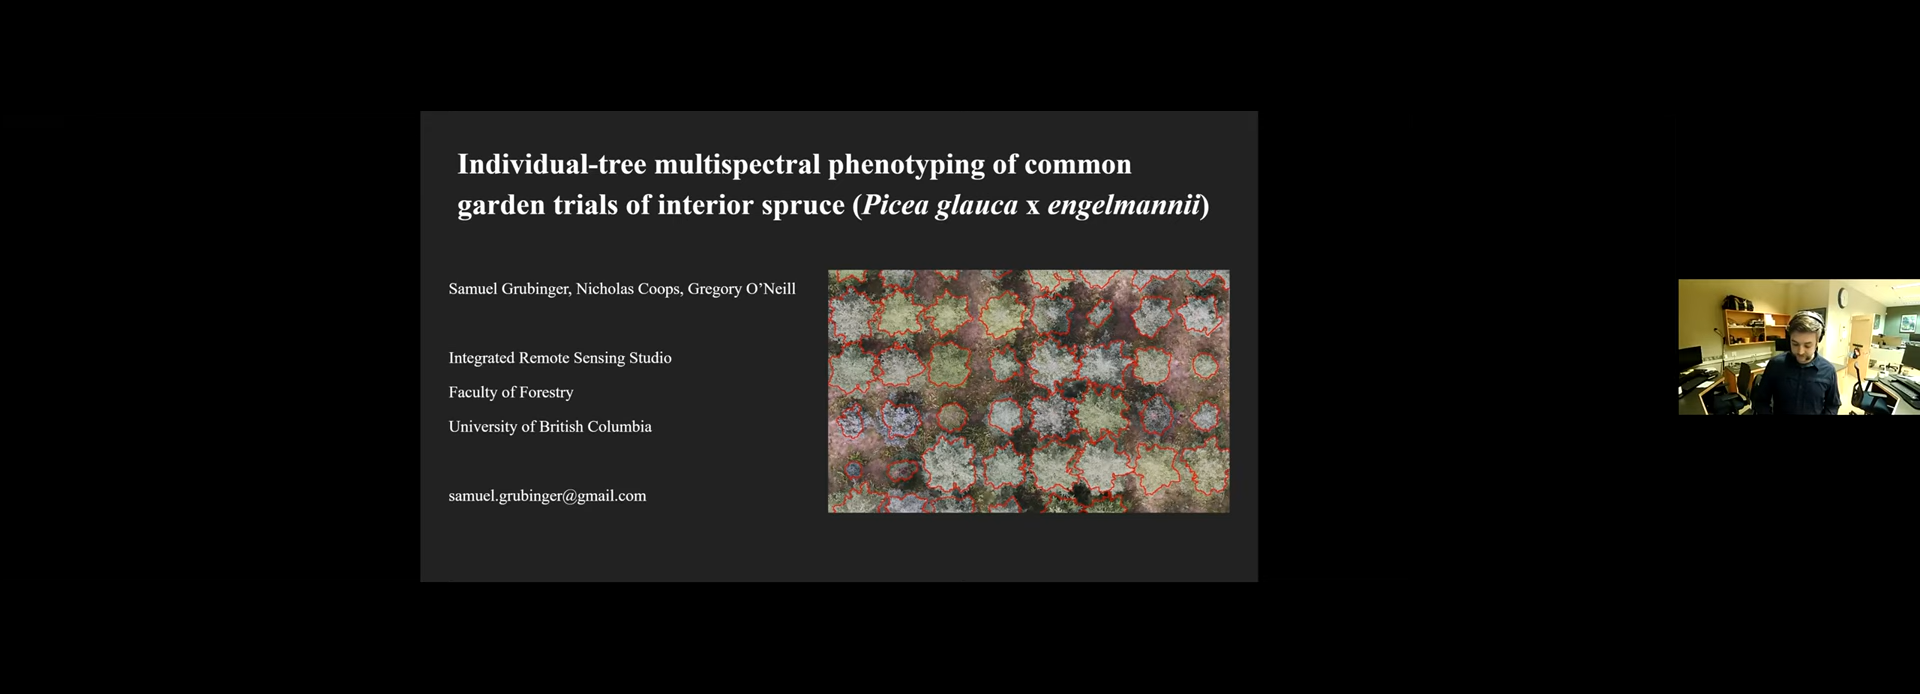 Individual-tree multispectral phenotyping of common
garden trials of interior spruce (Picea glauca x engelmannii)
Samuel Grubinger, Nicholas Coops, Gregory O’Neill
Integrated Remote Sensing Studio
Faculty of Forestry
University of British Columbia
samuel.grubinger@gmail.com